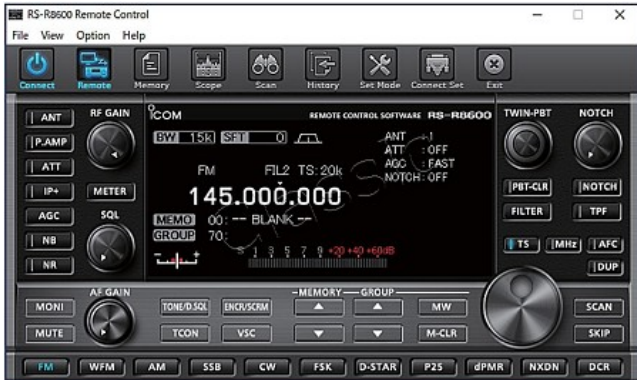 RS-R8600 Remote Control
File View Option Help
Connect Remote Memory Scope Scan History Set Mode Connect Set Exit
ICOM REMOTE CONTROL SOFTWARE RS-R8600
ANT RF GAIN TWIN-PBT NOTCH
BW 15k SFT 0 ANT : 1
P.AMP ATT : OFF
ATT AGC : FAST
FM FIL2 TS: 20k NOTCH: OFF
IP+ METER PBT-CLR NOTCH
145.000.000
AGC SQL FILTER TPF
MEMO 00: -- BLANK --
GROUP 70:
NB TS MHz AFC
S 1 3 5 7 9 +20 +40 +60dB
NR DUP
AF GAIN MEMORY GROUP
MONI TONE/D.SQL ENCR/SCRM MW SCAN
MUTE TCON VSC M-CLR SKIP
FM WFM AM SSB CW FSK D-STAR P25 dPMR NXDN DCR